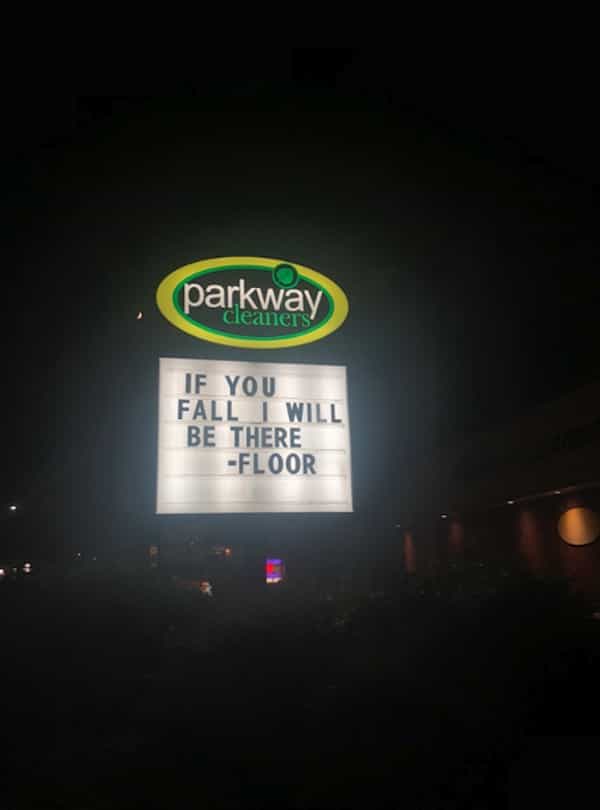 parkway
cleaners
IF YOU
FALL I WILL
BE THERE
-FLOOR